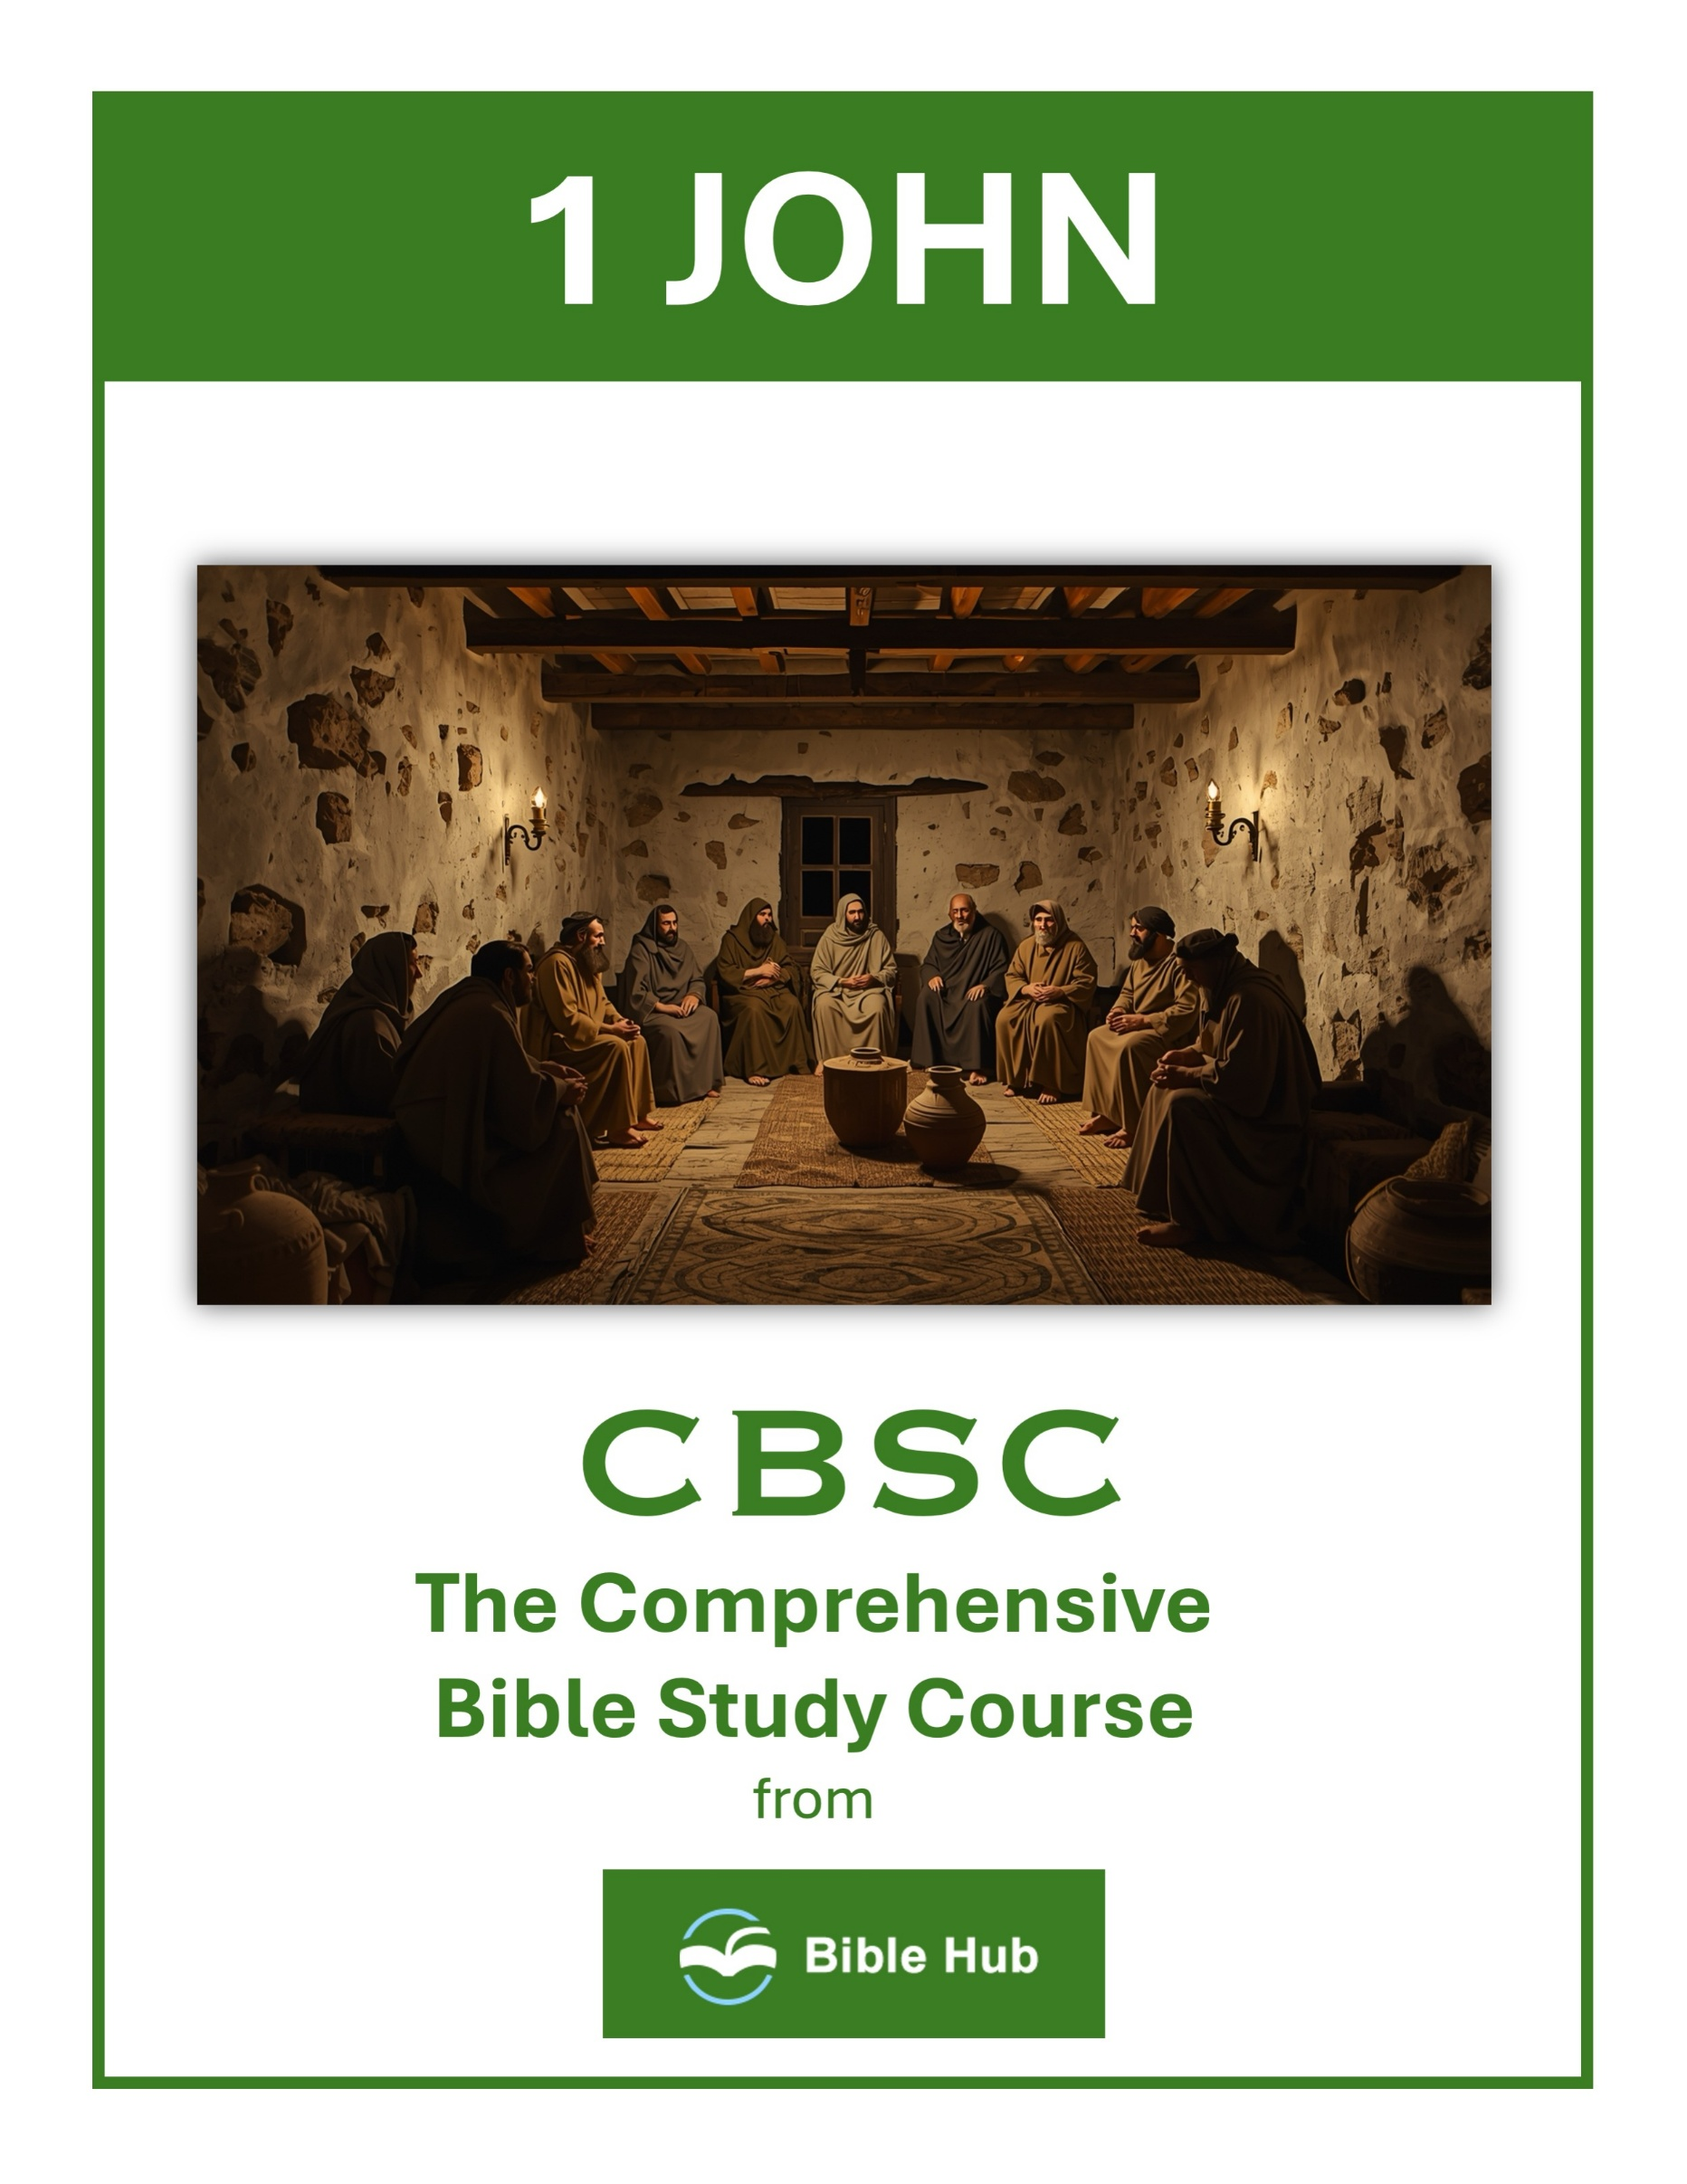 1 JOHN
CBSC
The Comprehensive
Bible Study Course
from
Bible Hub